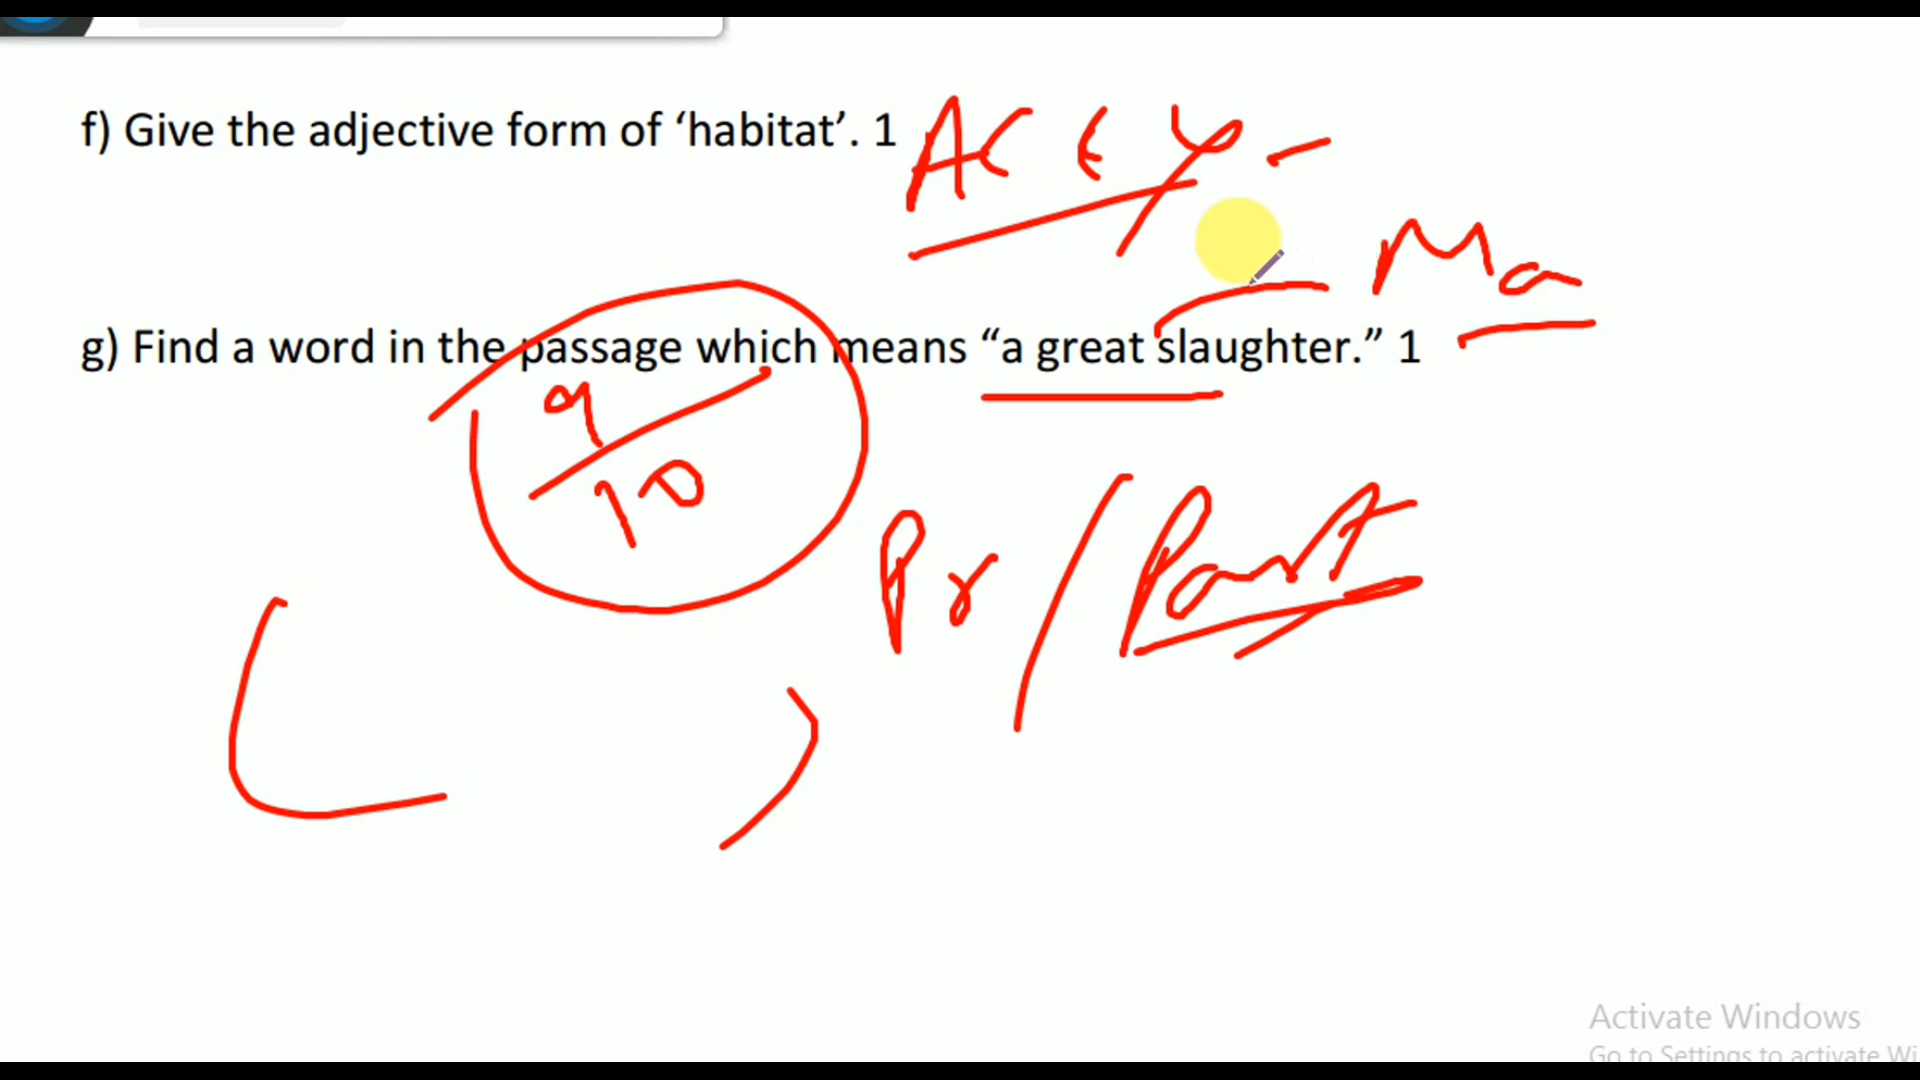 f) Give the adjective form of ‘habitat’. 1
Ma
g) Find a word in the passage which means “a great slaughter.” 1
9
10
Pr / Part
Activate Windows
Go to Settings to activate Wi